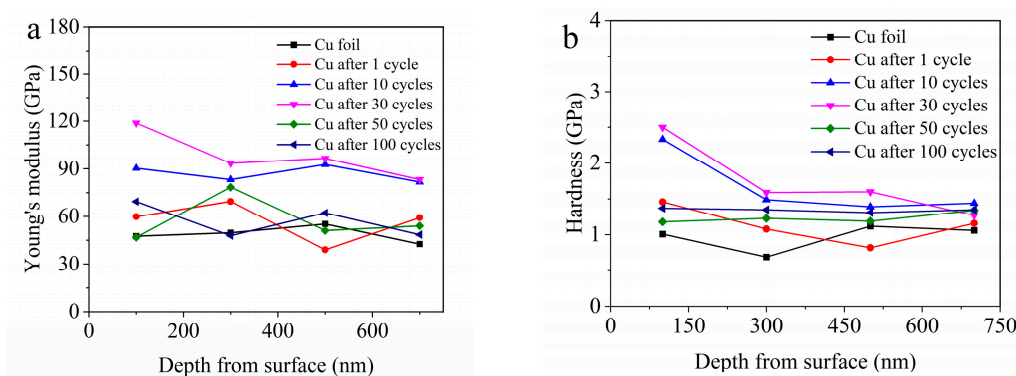 a
Cu foil
Cu after 1 cycle
Cu after 10 cycles
Cu after 30 cycles
Cu after 50 cycles
Cu after 100 cycles
Young's modulus (GPa)
180
150
120
90
60
30
0
0 200 400 600
Depth from surface (nm)
b
Cu foil
Cu after 1 cycle
Cu after 10 cycles
Cu after 30 cycles
Cu after 50 cycles
Cu after 100 cycles
Hardness (GPa)
4
3
2
1
0
0 150 300 450 600 750
Depth from surface (nm)